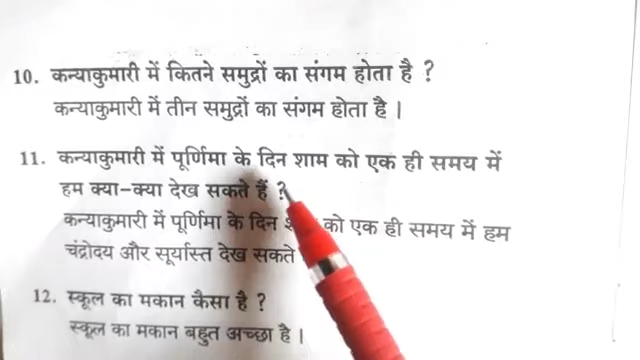 10. कन्याकुमारी में कितने समुद्रों का संगम होता है ?
कन्याकुमारी में तीन समुद्रों का संगम होता है ।
11. कन्याकुमारी में पूर्णिमा के दिन शाम को एक ही समय में
हम क्या-क्या देख सकते हैं ?
कन्याकुमारी में पूर्णिमा के दिन को एक ही समय में हम
चंद्रोदय और सूर्यास्त देख सकते
12. स्कूल का मकान कैसा है ?
स्कूल का मकान बहुत अच्छा है ।